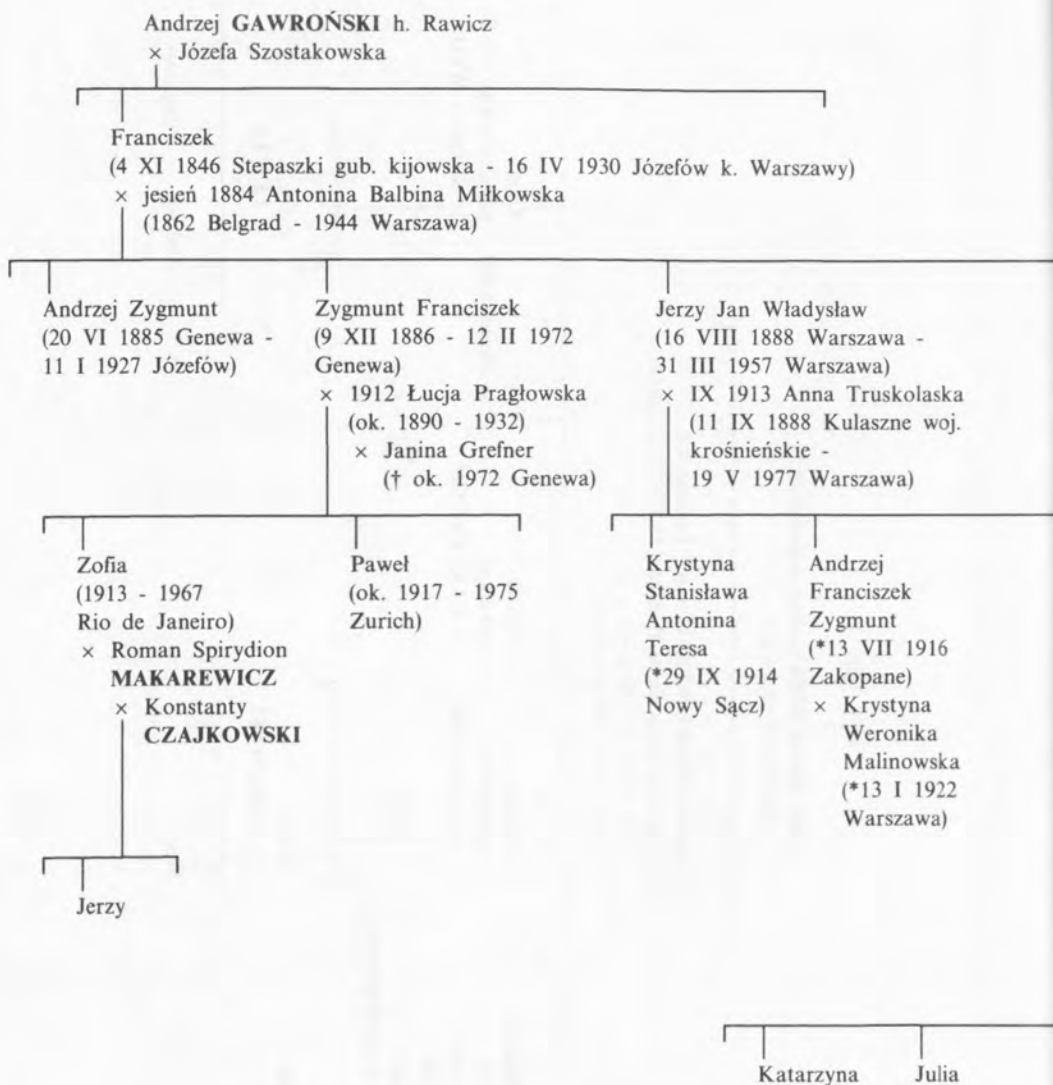 Andrzej GAWROŃSKI h. Rawicz
× Józefa Szostakowska
Franciszek
(4 XI 1846 Stepaszki gub. kijowska - 16 IV 1930 Józefów k. Warszawy)
× jesień 1884 Antonina Balbina Miłkowska
(1862 Belgrad - 1944 Warszawa)
Andrzej Zygmunt
(20 VI 1885 Genewa -
11 I 1927 Józefów)
Zygmunt Franciszek
(9 XII 1886 - 12 II 1972
Genewa)
× 1912 Łucja Pragłowska
(ok. 1890 - 1932)
× Janina Grefner
(† ok. 1972 Genewa)
Jerzy Jan Władysław
(16 VIII 1888 Warszawa -
31 III 1957 Warszawa)
× IX 1913 Anna Truskolaska
(11 IX 1888 Kulaszne woj.
krośnieńskie -
19 V 1977 Warszawa)
Zofia
(1913 - 1967
Rio de Janeiro)
× Roman Spirydion
MAKAREWICZ
× Konstanty
CZAJKOWSKI
Paweł
(ok. 1917 - 1975
Zurich)
Krystyna
Stanisława
Antonina
Teresa
(*29 IX 1914
Nowy Sącz)
Andrzej
Franciszek
Zygmunt
(*13 VII 1916
Zakopane)
× Krystyna
Weronika
Malinowska
(*13 I 1922
Warszawa)
Jerzy
Katarzyna
Julia